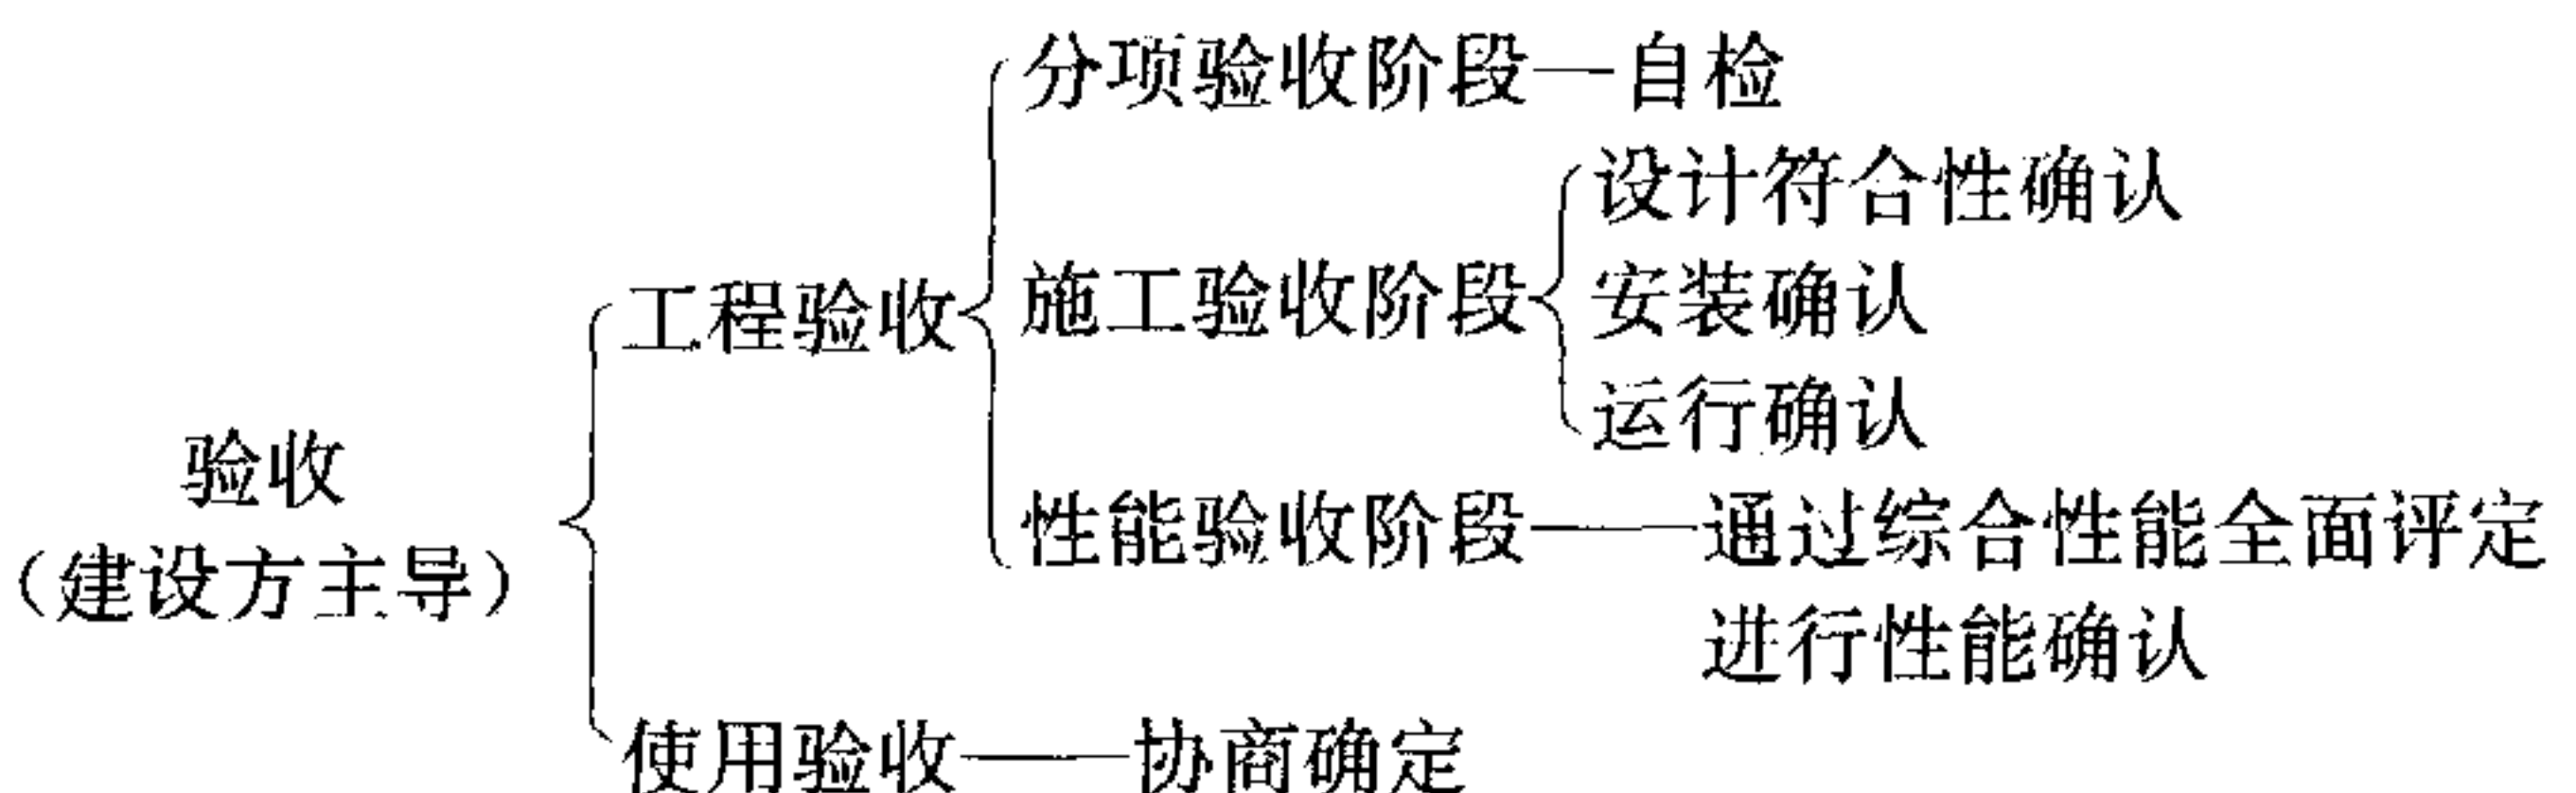 分项验收阶段—自检
设计符合性确认
工程验收
施工验收阶段
安装确认
运行确认
验收
(建设方主导)
性能验收阶段——通过综合性能全面评定
进行性能确认
使用验收——协商确定